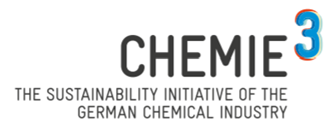 CHEMIE³
THE SUSTAINABILITY INITIATIVE OF THE
GERMAN CHEMICAL INDUSTRY